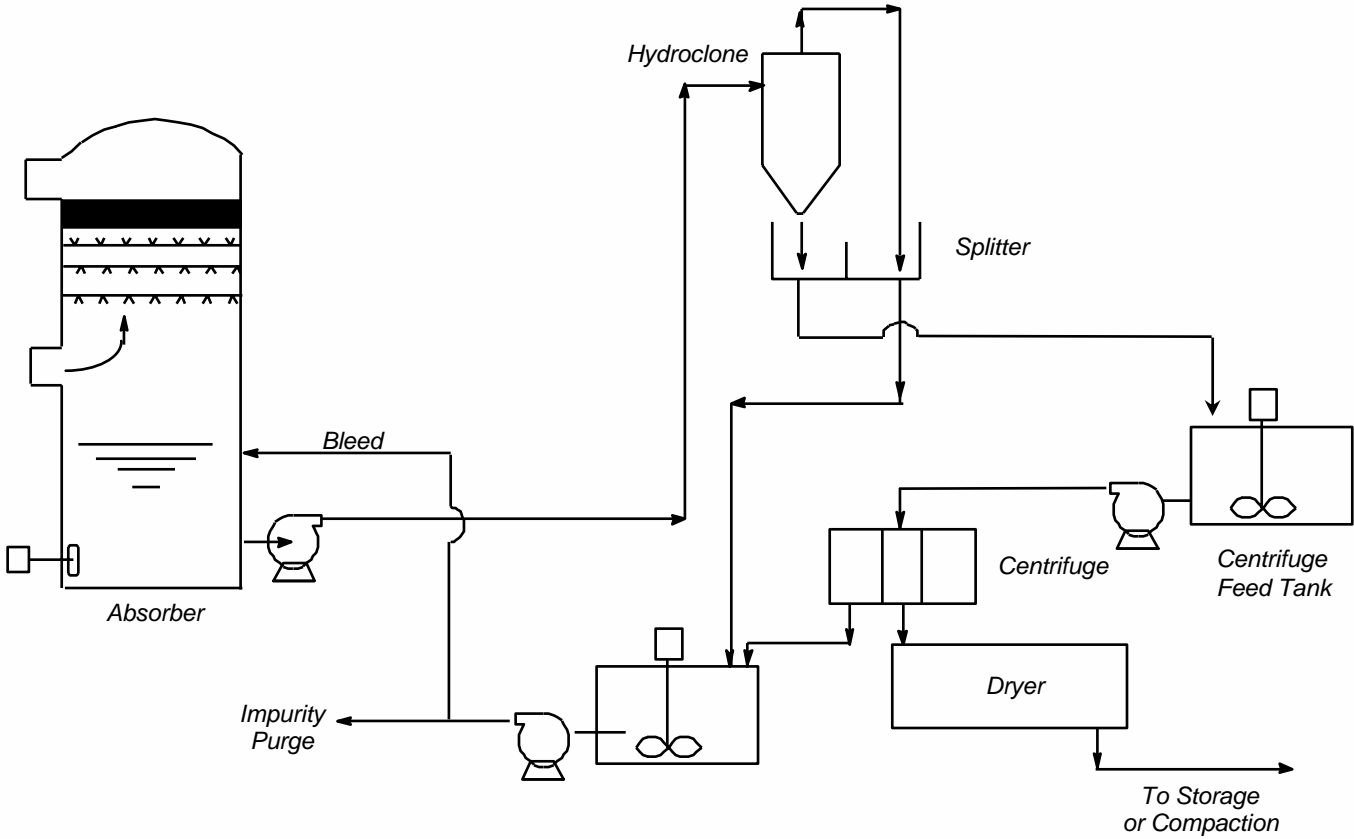 Hydroclone
Splitter
Bleed
Absorber
Centrifuge
Centrifuge
Feed Tank
Dryer
Impurity
Purge
To Storage
or Compaction